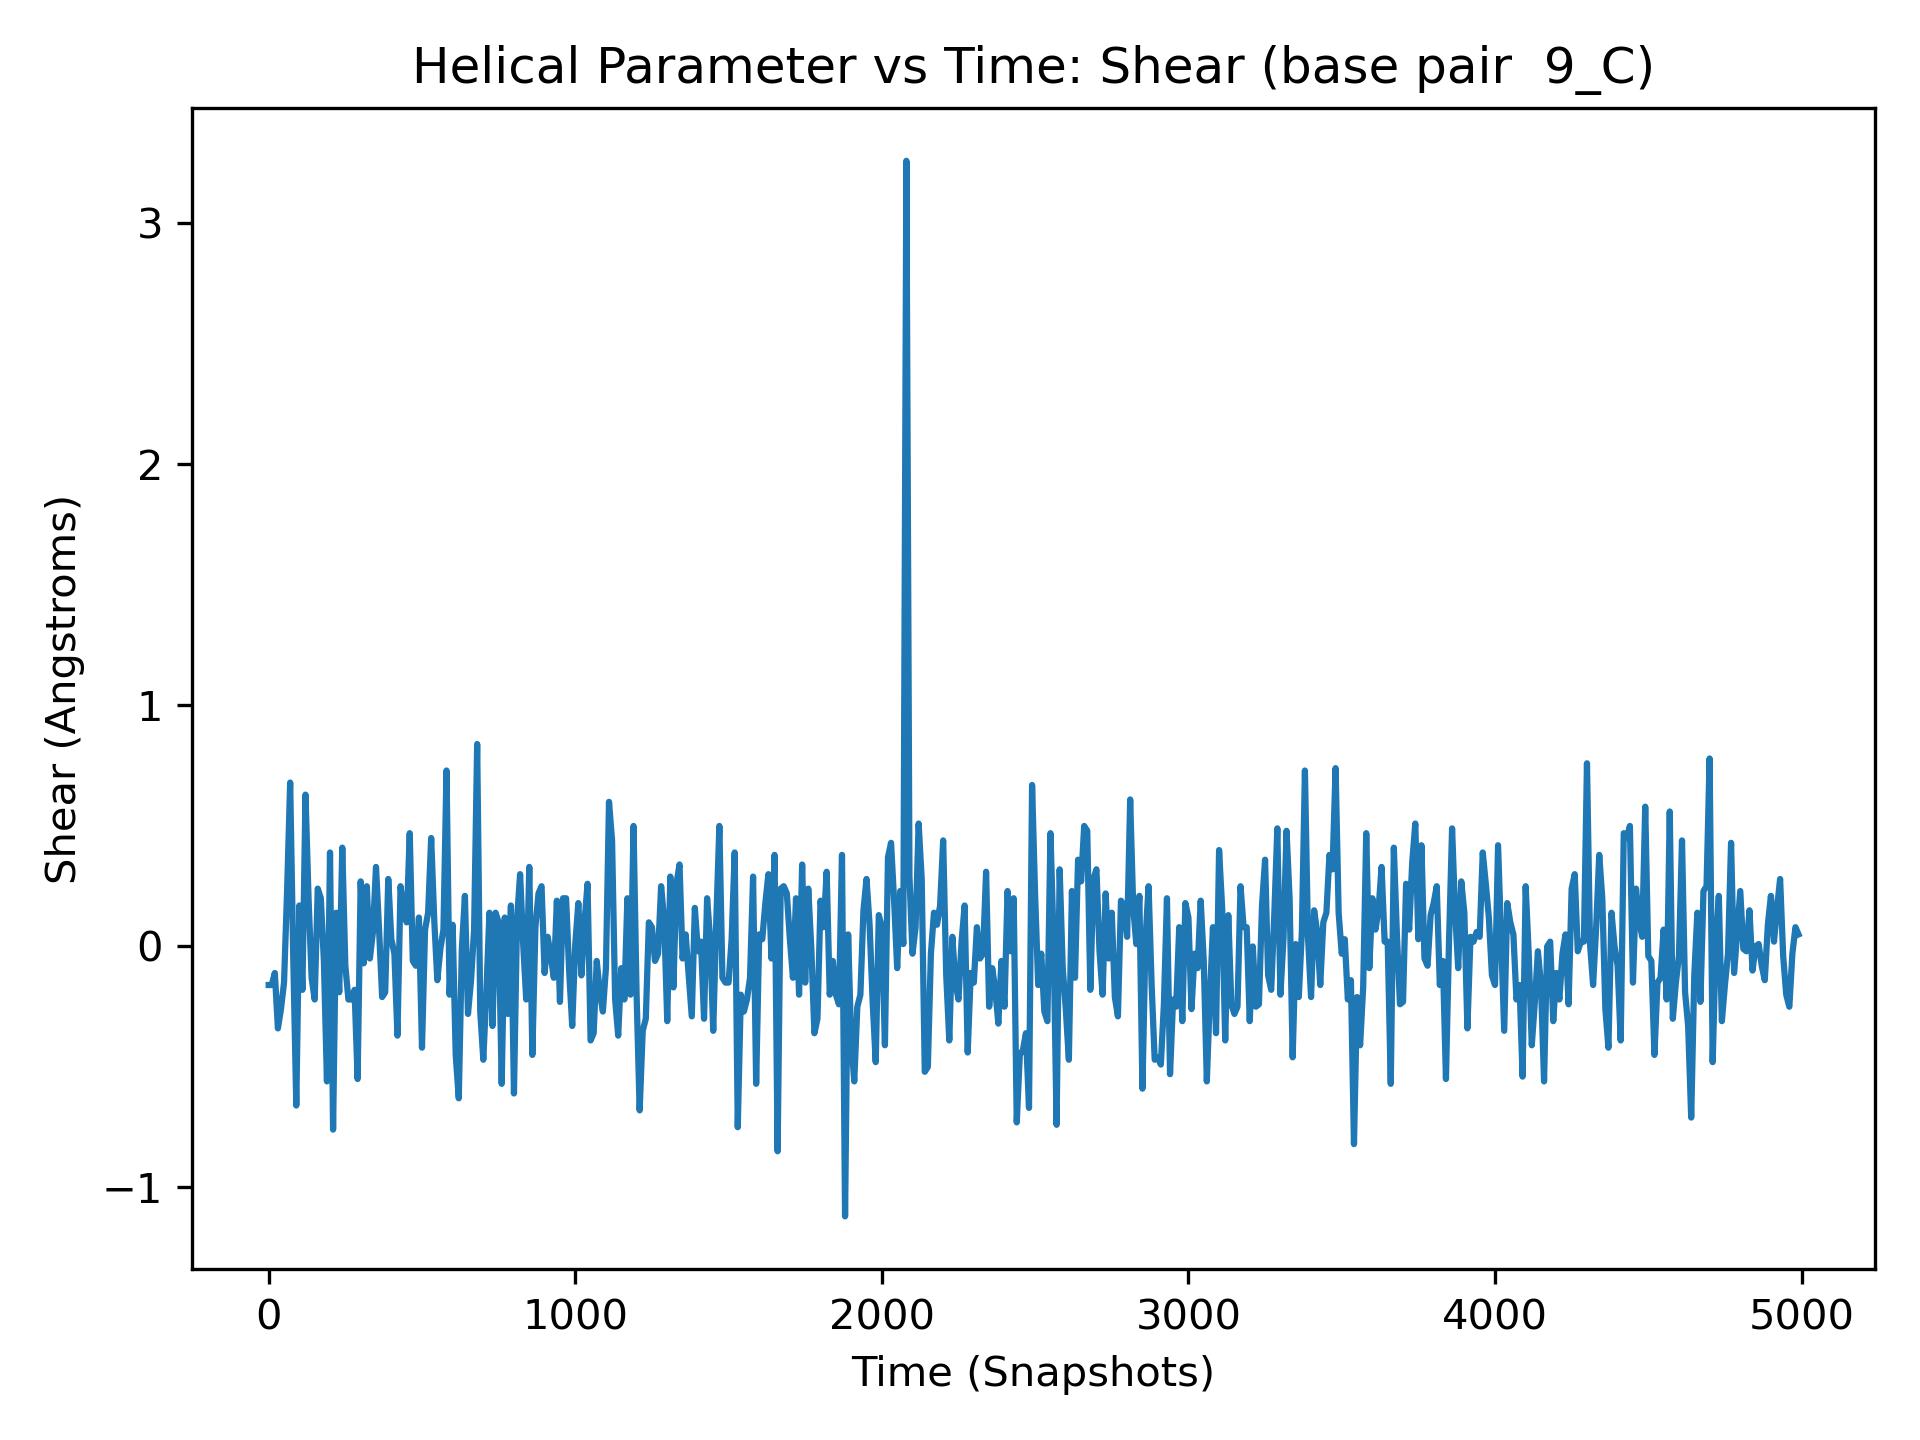 Helical Parameter vs Time: Shear (base pair  9_C)
Shear (Angstroms)
3
2
1
0
−1
0 1000 2000 3000 4000 5000
Time (Snapshots)